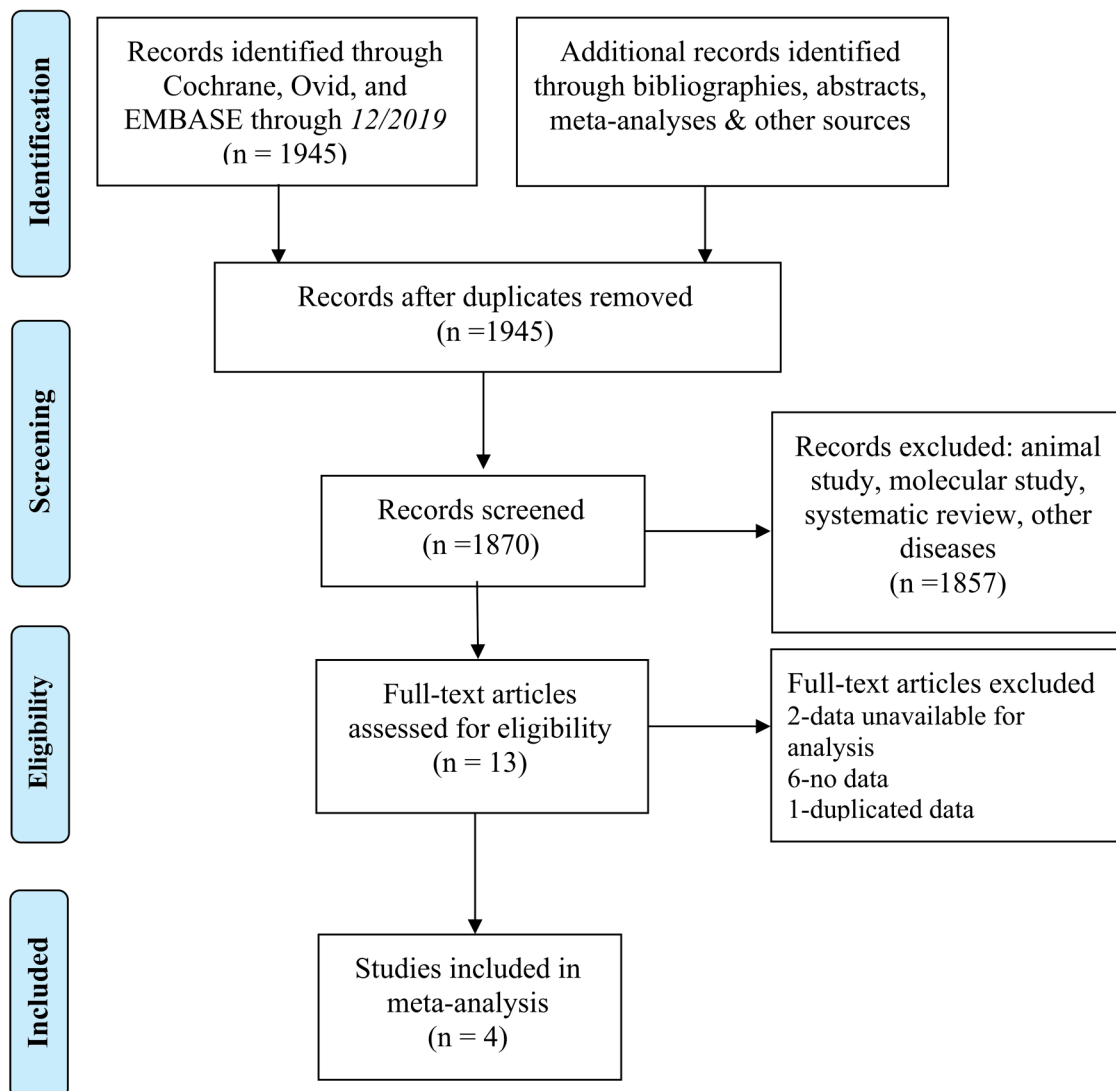 Identification
Records identified through
Cochrane, Ovid, and
EMBASE through 12/2019
(n = 1945)
Additional records identified
through bibliographies, abstracts,
meta-analyses & other sources
Records after duplicates removed
(n =1945)
Screening
Records screened
(n =1870)
Records excluded: animal
study, molecular study,
systematic review, other
diseases
(n =1857)
Eligibility
Full-text articles
assessed for eligibility
(n = 13)
Full-text articles excluded
2-data unavailable for
analysis
6-no data
1-duplicated data
Included
Studies included in
meta-analysis
(n = 4)